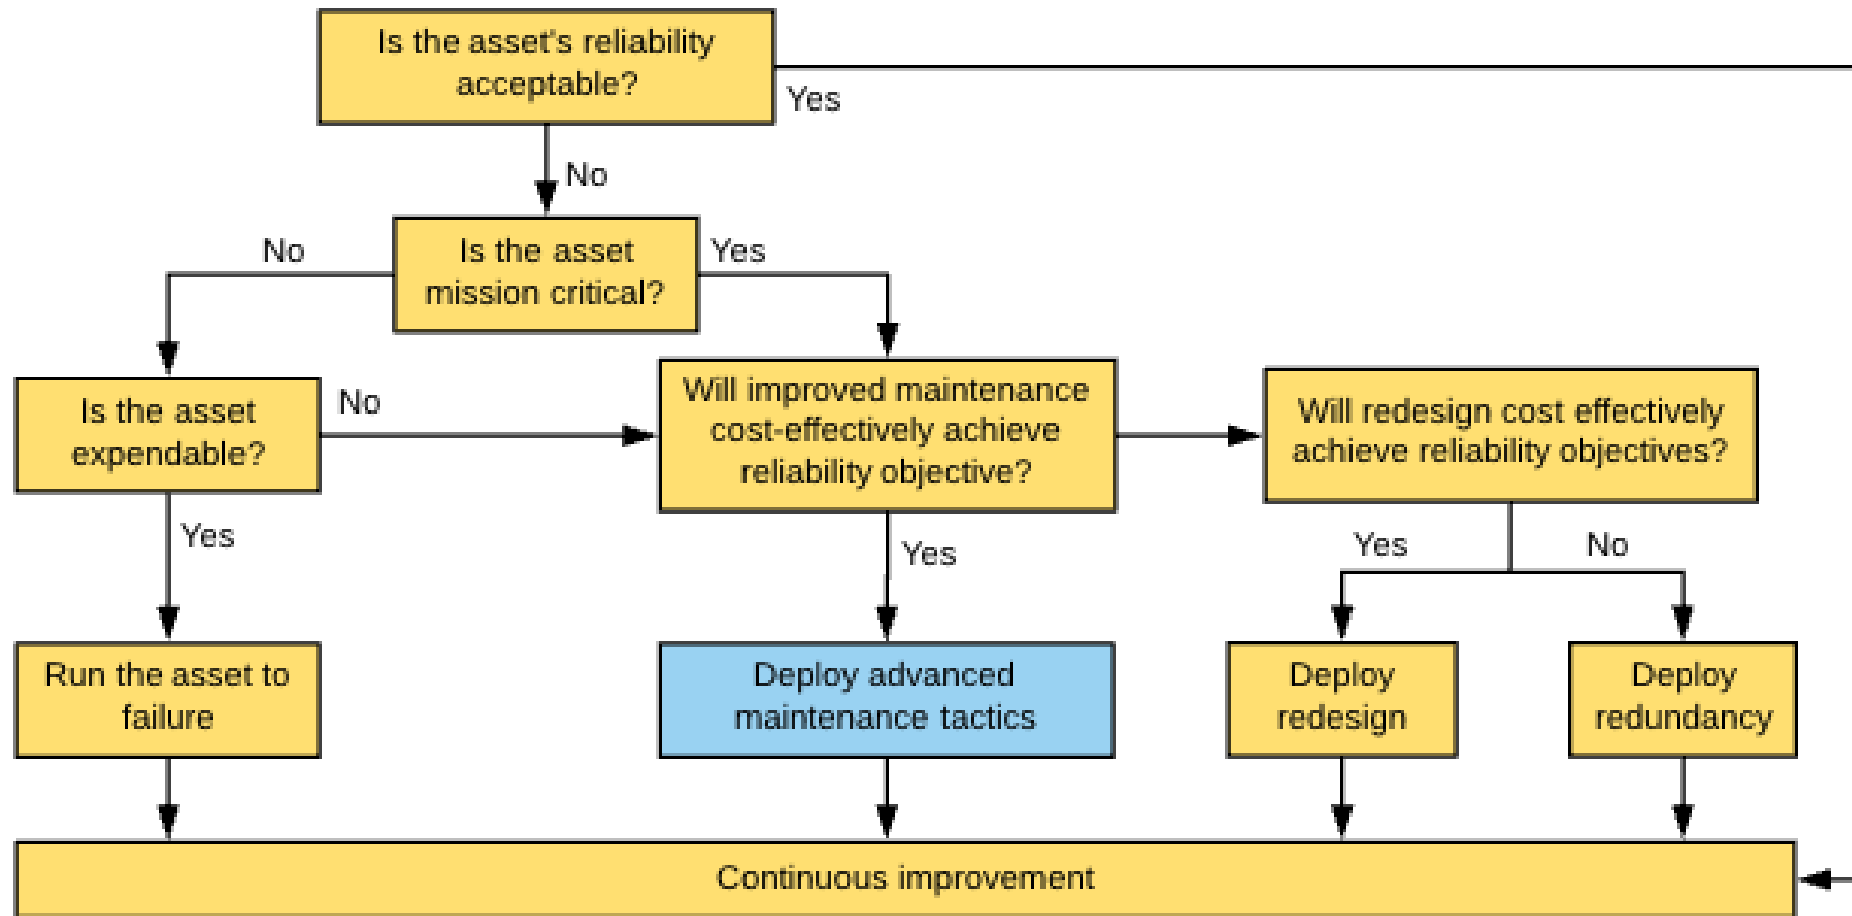 Is the asset's reliability
acceptable?
Yes
No
No
Is the asset
mission critical?
Yes
Is the asset
expendable?
No
Will improved maintenance
cost-effectively achieve
reliability objective?
Will redesign cost effectively
achieve reliability objectives?
Yes
Yes
Yes
No
Run the asset to
failure
Deploy advanced
maintenance tactics
Deploy
redesign
Deploy
redundancy
Continuous improvement